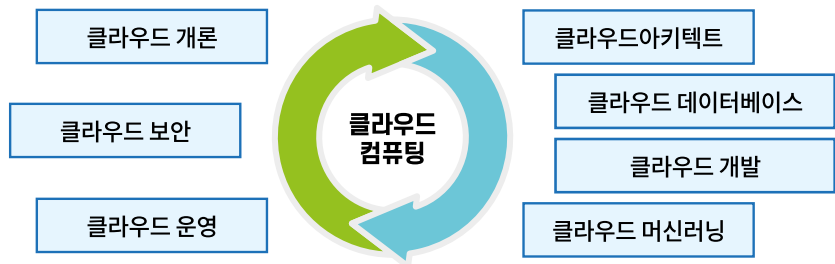 클라우드 개론
클라우드 보안
클라우드 운영
클라우드
컴퓨팅
클라우드아키텍트
클라우드 데이터베이스
클라우드 개발
클라우드 머신러닝